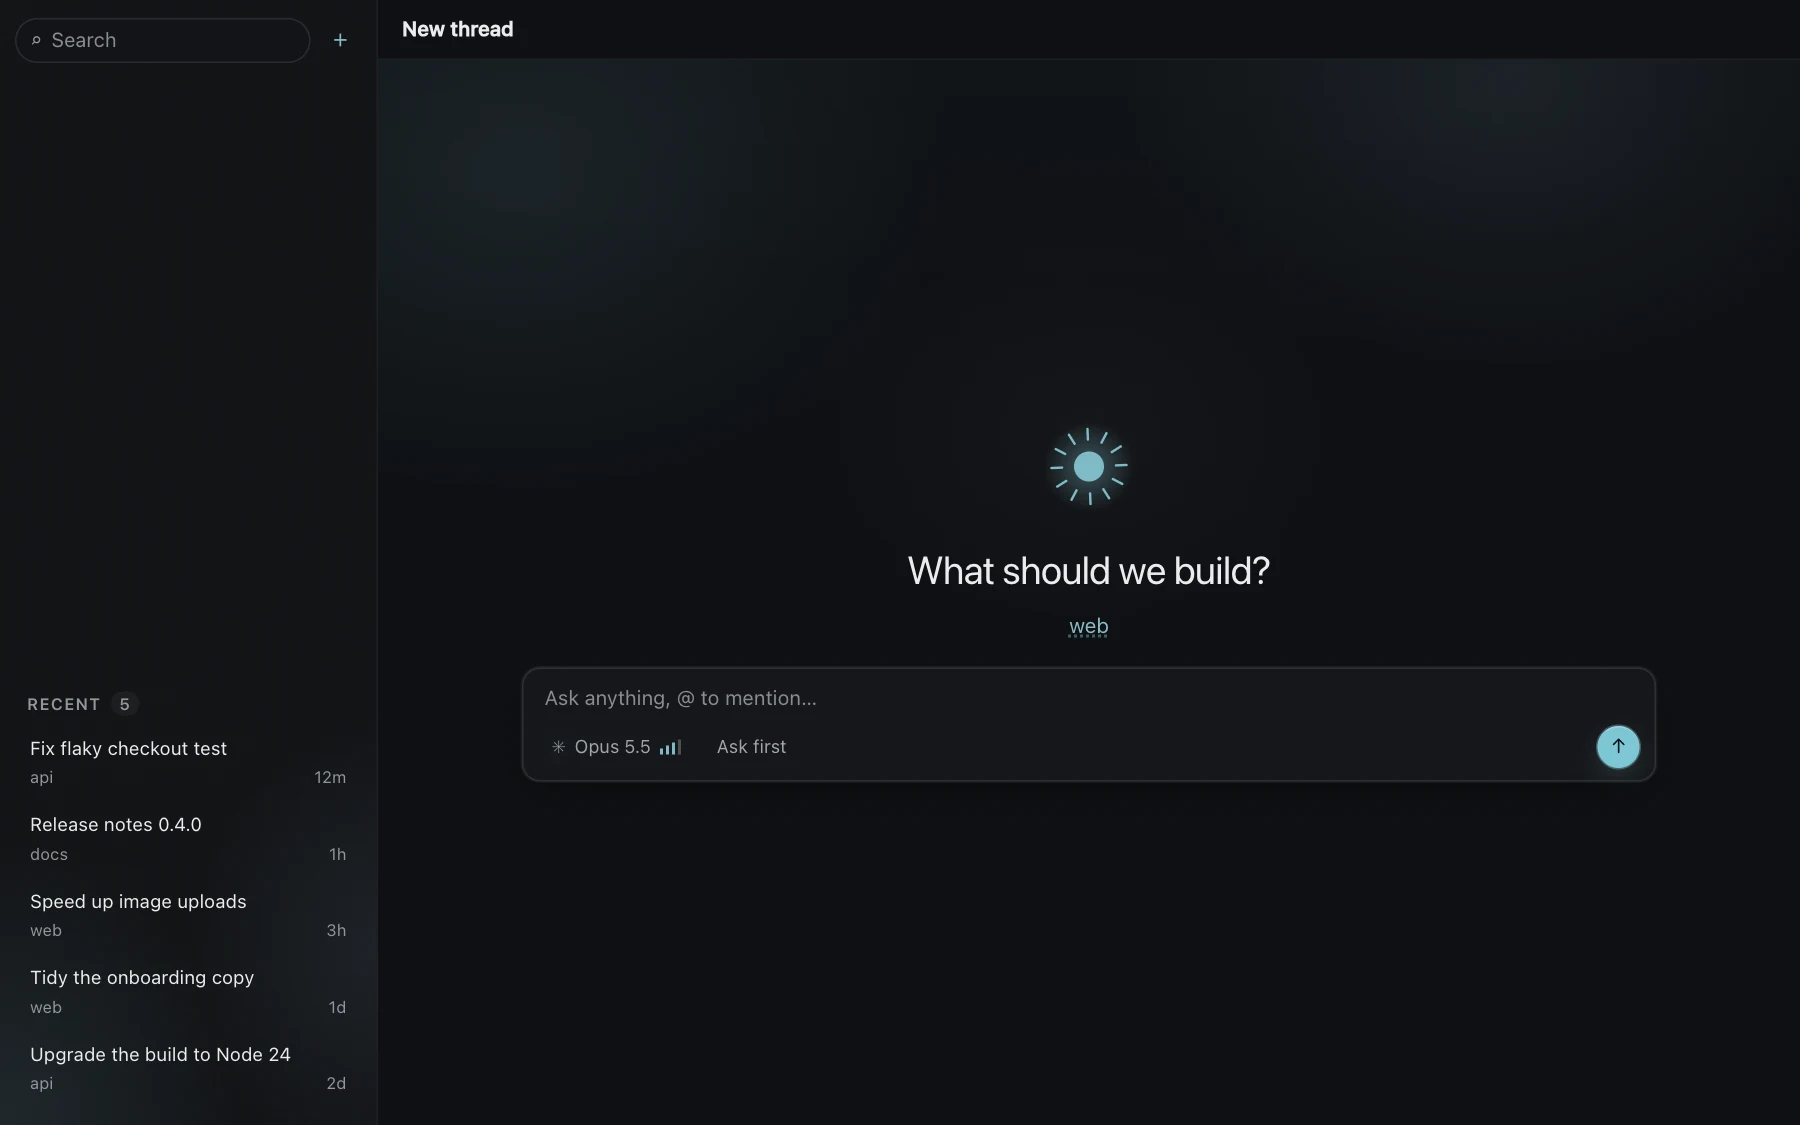 Search
+
New thread
What should we build?
web
Ask anything, @ to mention...
Opus 5.5
Ask first
RECENT 5
Fix flaky checkout test
api 12m
Release notes 0.4.0
docs 1h
Speed up image uploads
web 3h
Tidy the onboarding copy
web 1d
Upgrade the build to Node 24
api 2d